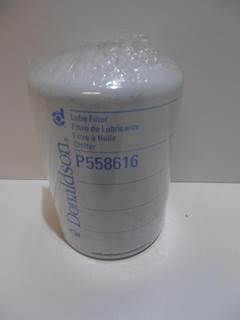 Donaldson®
Lube Filter
Filtro de Lubricante
Filtre à Huile
Ölfilter
P558616